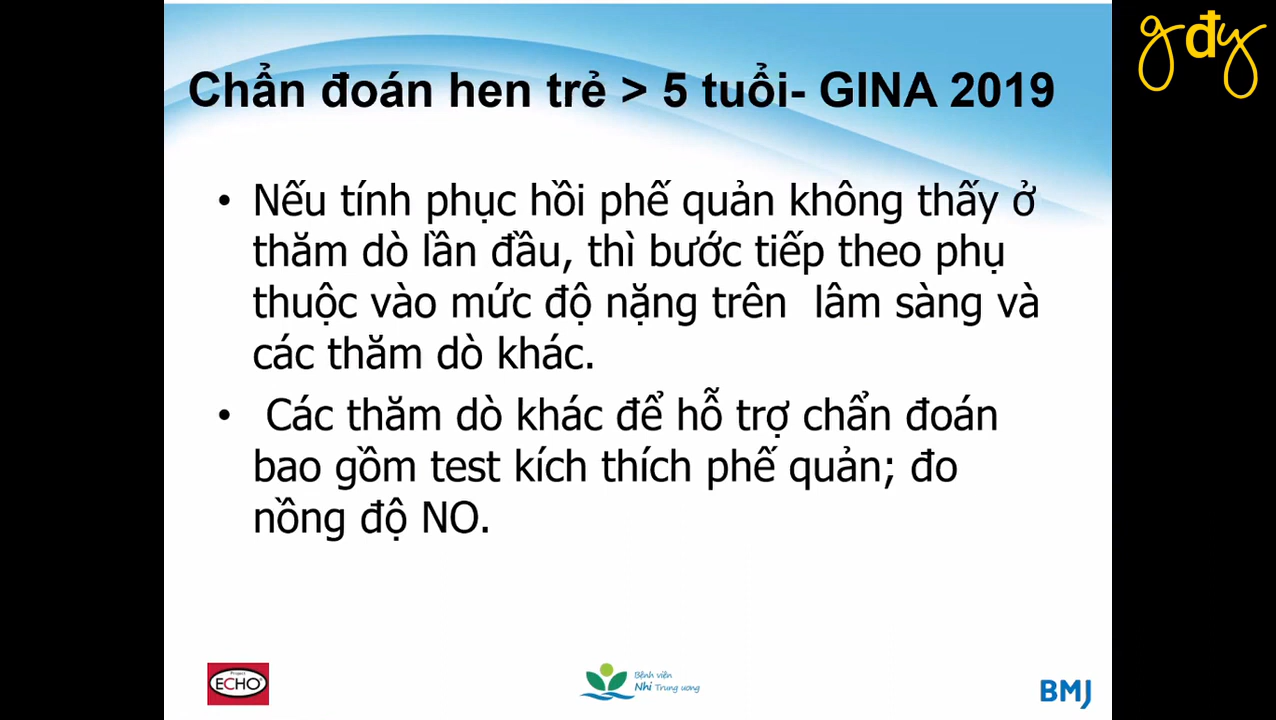 gđy
Chẩn đoán hen trẻ > 5 tuổi- GINA 2019
• Nếu tính phục hồi phế quản không thấy ở
thăm dò lần đầu, thì bước tiếp theo phụ
thuộc vào mức độ nặng trên lâm sàng và
các thăm dò khác.
• Các thăm dò khác để hỗ trợ chẩn đoán
bao gồm test kích thích phế quản; đo
nồng độ NO.
Project
ECHO
Bệnh viện
Nhi Trung ương
BMJ